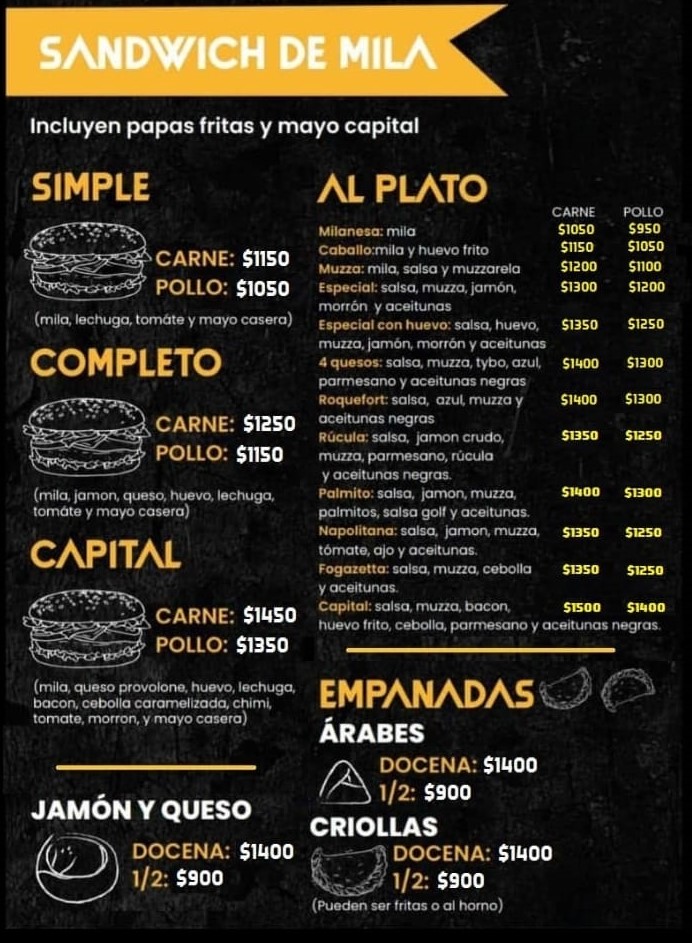 SANDWICH DE MILA
Incluyen papas fritas y mayo capital
SIMPLE
CARNE: $1150
POLLO: $1050
(mila, lechuga, tomáte y mayo casera)
COMPLETO
CARNE: $1250
POLLO: $1150
(mila, jamon, queso, huevo, lechuga,
tomáte y mayo casera)
CAPITAL
CARNE: $1450
POLLO: $1350
(mila, queso provolone, huevo, lechuga,
bacon, cebolla caramelizada, chimi,
tomate, morron, y mayo casera)
JAMÓN Y QUESO
DOCENA: $1400
1/2: $900
AL PLATO
CARNE POLLO
Milanesa: mila $1050 $950
Caballo:mila y huevo frito $1150 $1050
Muzza: mila, salsa y muzzarela $1200 $1100
Especial: salsa, muzza, jamón, $1300 $1200
morrón y aceitunas
Especial con huevo: salsa, huevo, $1350 $1250
muzza, jamón, morrón y aceitunas
4 quesos: salsa, muzza, tybo, azul, $1400 $1300
parmesano y aceitunas negras
Roquefort: salsa, azul, muzza y $1400 $1300
aceitunas negras
Rúcula: salsa, jamon crudo, $1350 $1250
muzza, parmesano, rúcula
y aceitunas negras.
Palmito: salsa, jamon, muzza, $1400 $1300
palmitos, salsa golf y aceitunas.
Napolitana: salsa, jamon, muzza, $1350 $1250
tómate, ajo y aceitunas.
Fogazetta: salsa, muzza, cebolla $1350 $1250
y aceitunas.
Capital: salsa, muzza, bacon, $1500 $1400
huevo frito, cebolla, parmesano y aceitunas negras.
EMPANADAS
ÁRABES
DOCENA: $1400
1/2: $900
CRIOLLAS
DOCENA: $1400
1/2: $900
(Pueden ser fritas o al horno)